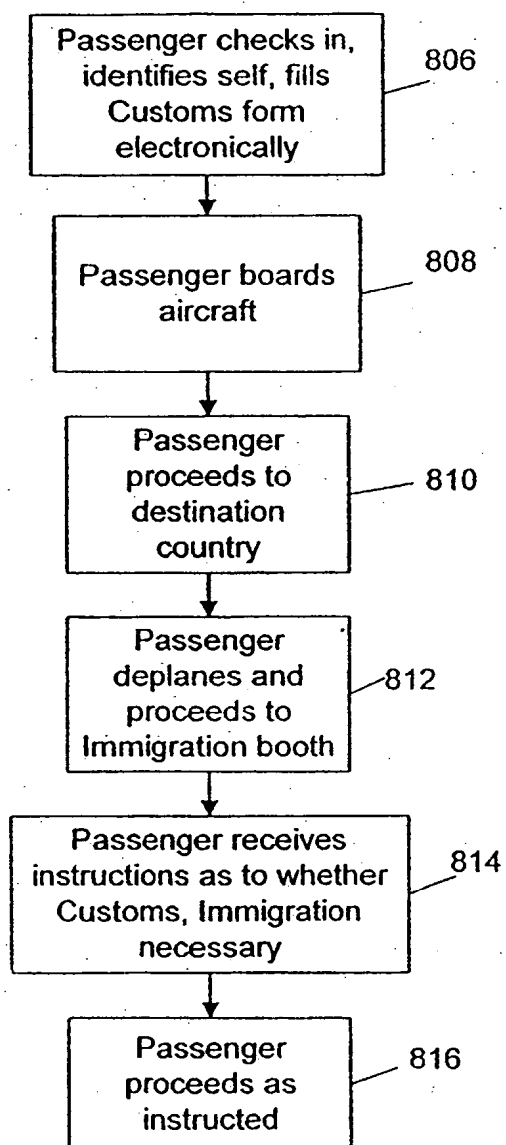 Passenger checks in,
identifies self, fills
Customs form
electronically
806
Passenger boards
aircraft
808
Passenger
proceeds to
destination
country
810
Passenger
deplanes and
proceeds to
Immigration booth
812
Passenger receives
instructions as to whether
Customs, Immigration
necessary
814
Passenger
proceeds as
instructed
816